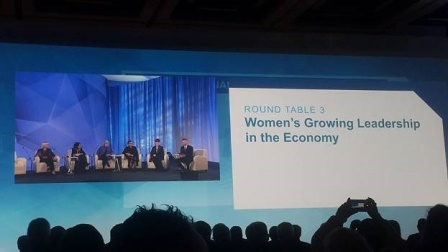 ROUND TABLE 3
Women's Growing Leadership
in the Economy